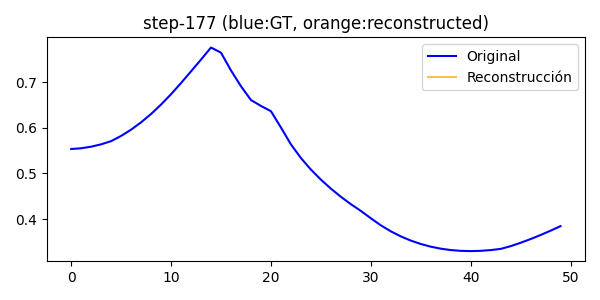 step-177 (blue:GT, orange:reconstructed)
Original
Reconstrucción
0.7
0.6
0.5
0.4
0 10 20 30 40 50